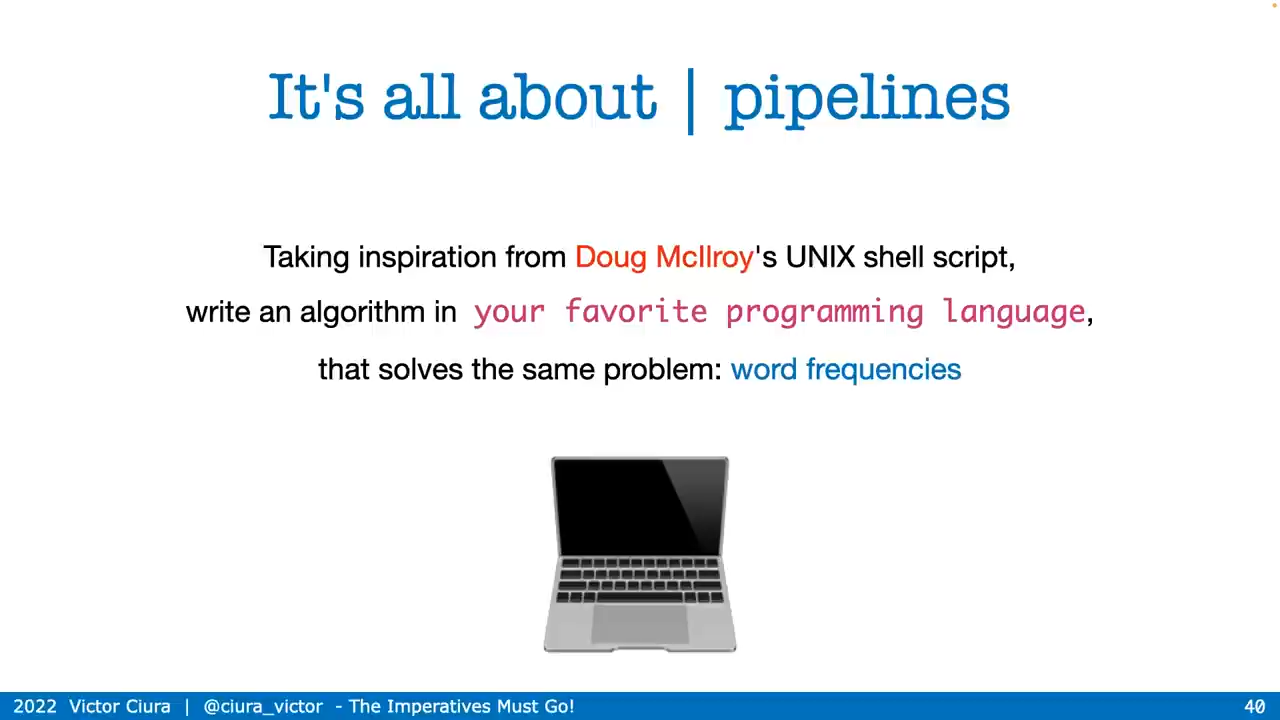 It's all about | pipelines
Taking inspiration from Doug McIlroy's UNIX shell script,
write an algorithm in your favorite programming language,
that solves the same problem: word frequencies
2022 Victor Ciura | @ciura_victor - The Imperatives Must Go!
40